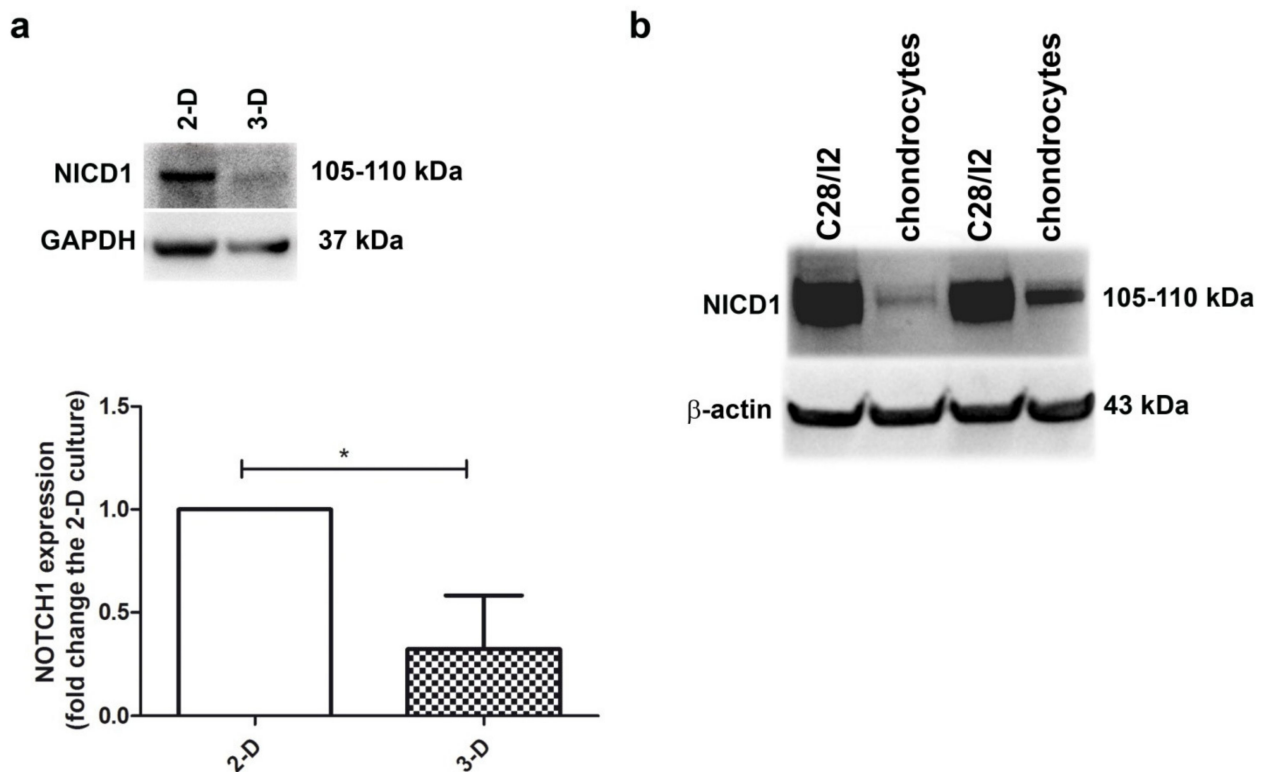 a
2-D
3-D
NICD1
105-110 kDa
GAPDH
37 kDa
NOTCH1 expression
(fold change the 2-D culture)
1.5
1.0
0.5
0.0
*
2-D
3-D
b
C28/I2
chondrocytes
C28/I2
chondrocytes
NICD1
105-110 kDa
β-actin
43 kDa